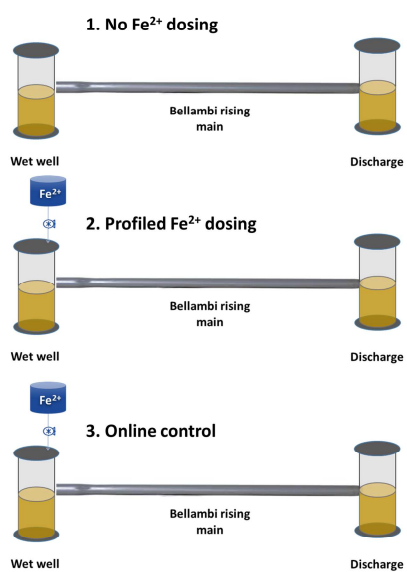 1. No Fe²⁺ dosing
Bellambi rising
main
Wet well
Discharge
Fe²⁺
2. Profiled Fe²⁺ dosing
Bellambi rising
main
Wet well
Discharge
Fe²⁺
3. Online control
Bellambi rising
main
Wet well
Discharge